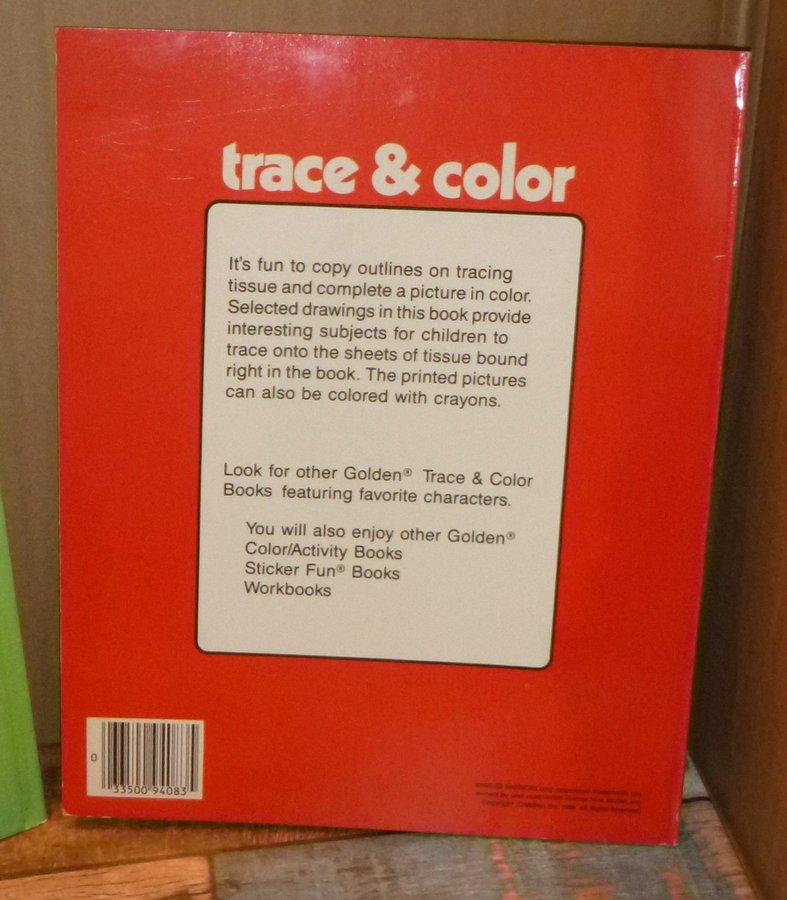 trace & color
It's fun to copy outlines on tracing
tissue and complete a picture in color.
Selected drawings in this book provide
interesting subjects for children to
trace onto the sheets of tissue bound
right in the book. The printed pictures
can also be colored with crayons.
Look for other Golden® Trace & Color
Books featuring favorite characters.
You will also enjoy other Golden®
Color/Activity Books
Sticker Fun® Books
Workbooks
0
33500 94083
All Rights Reserved